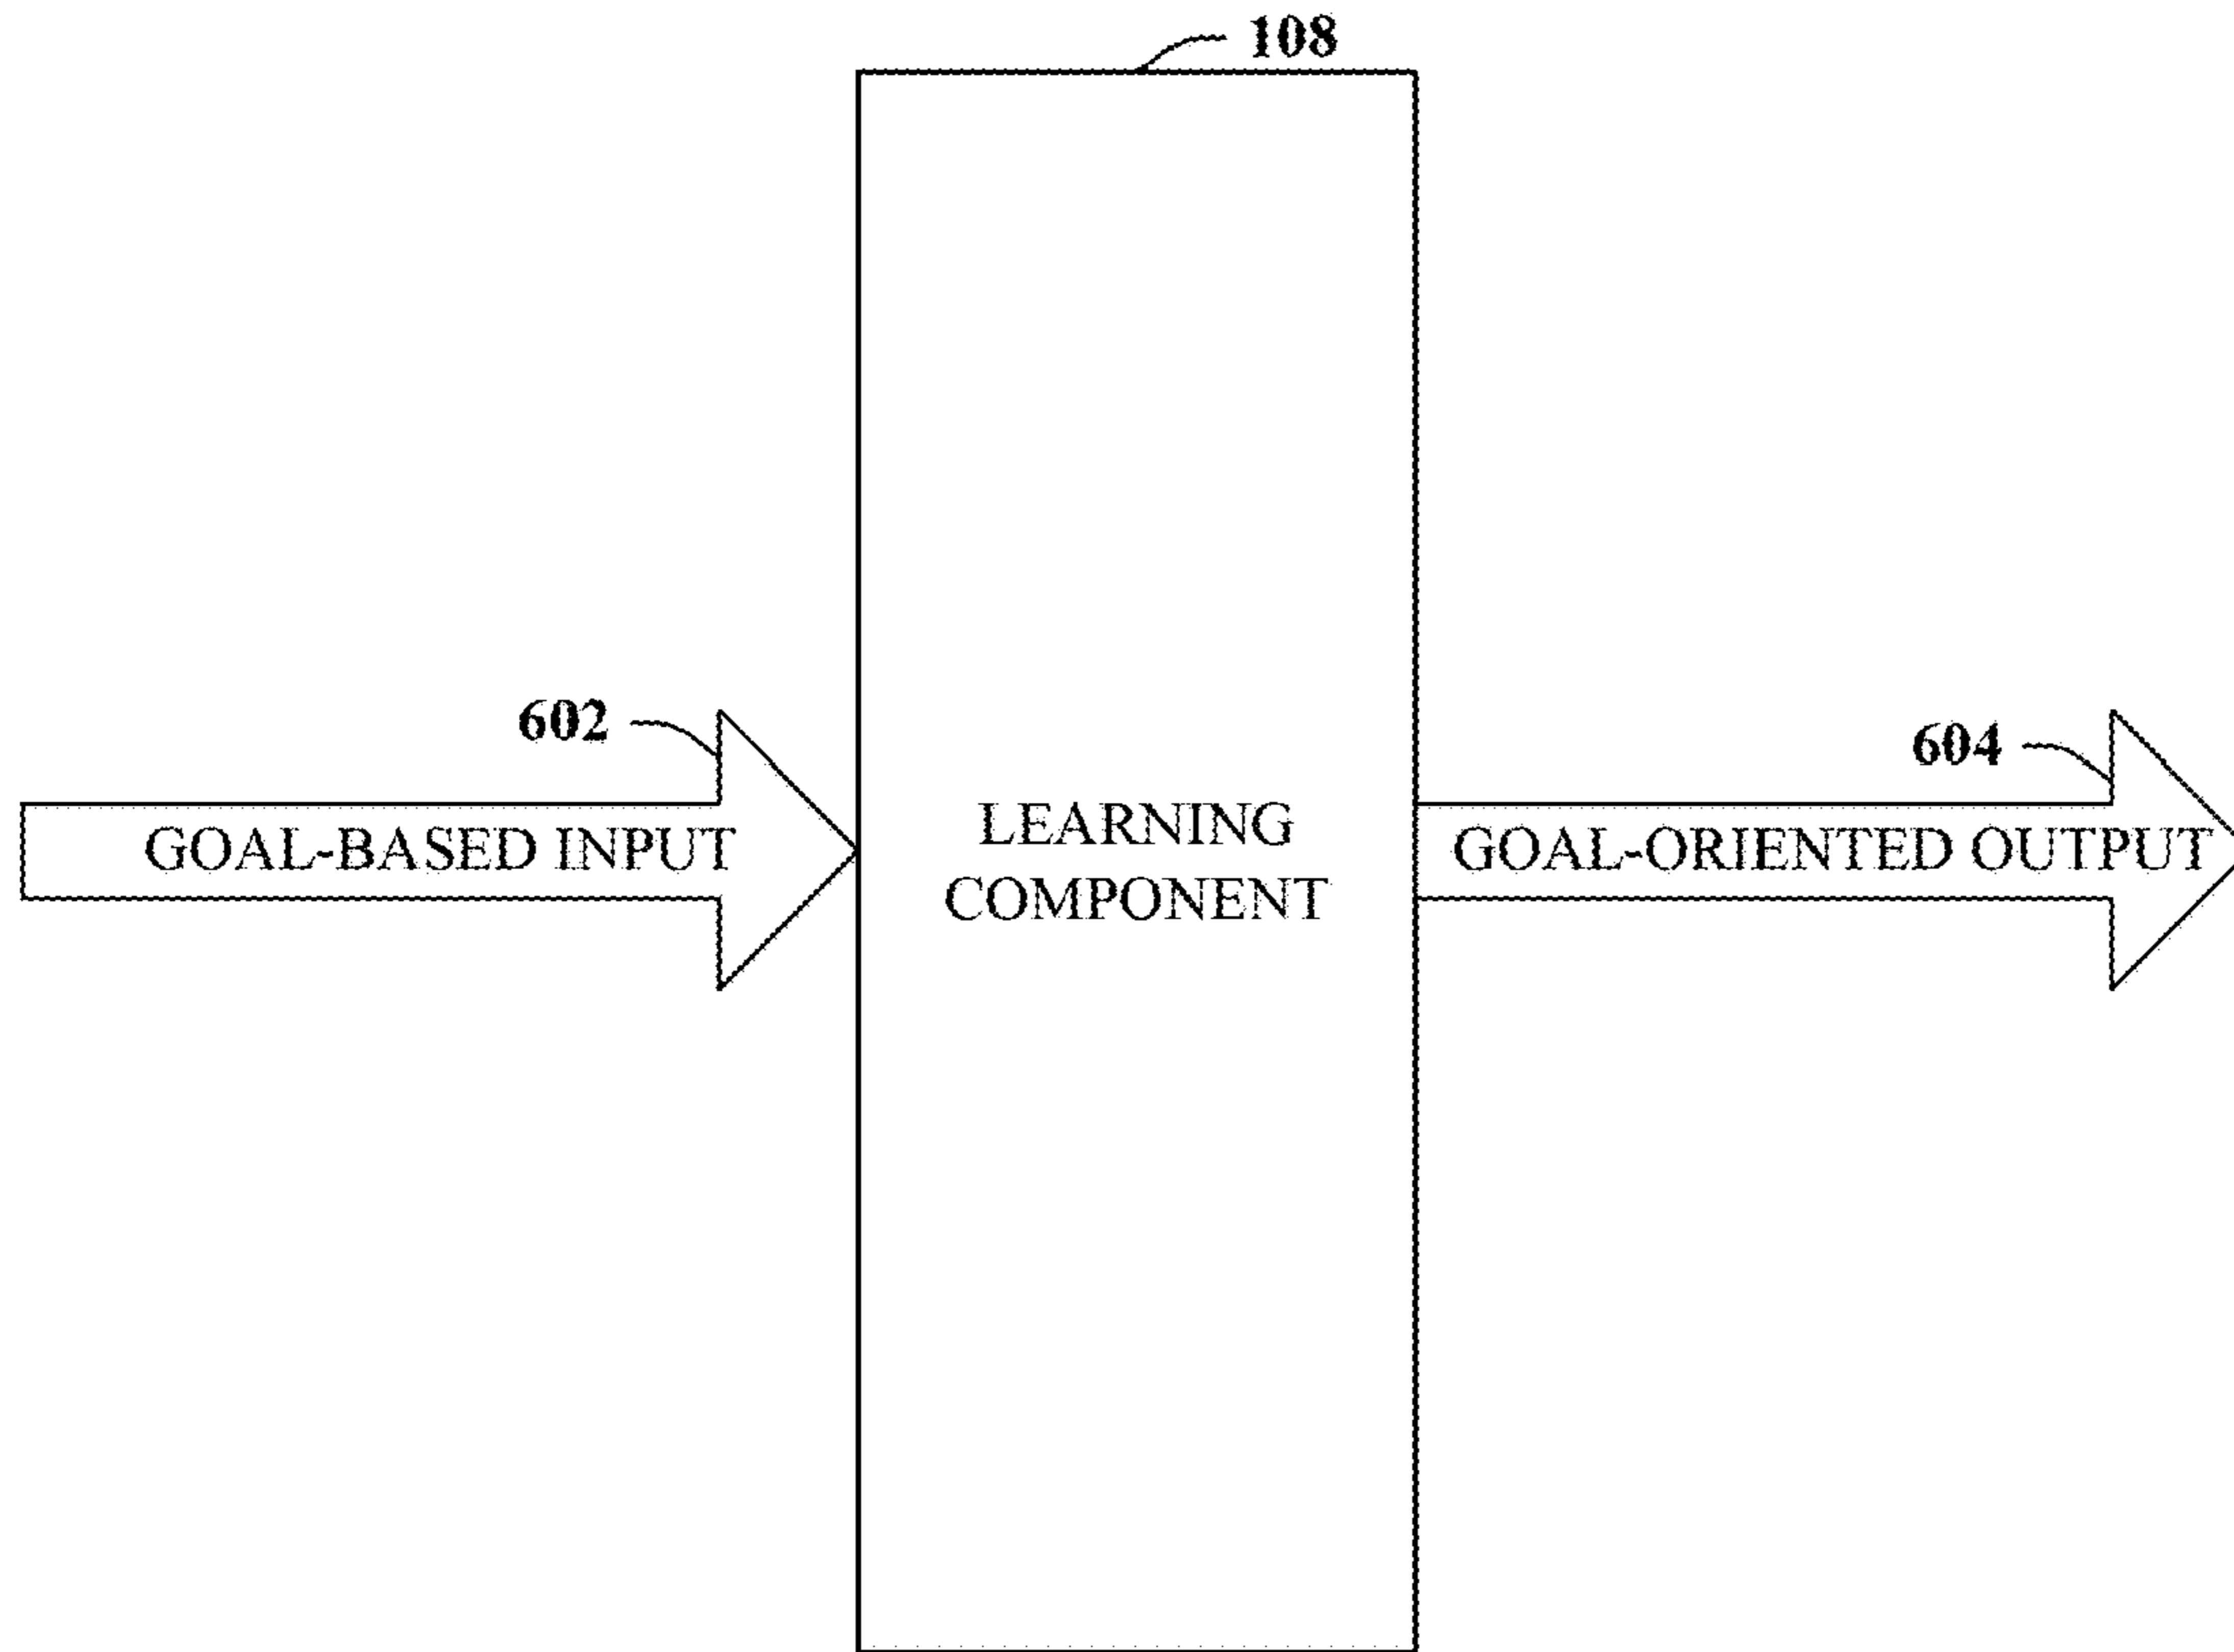 108
602
604
GOAL-BASED INPUT
LEARNING
COMPONENT
GOAL-ORIENTED OUTPUT